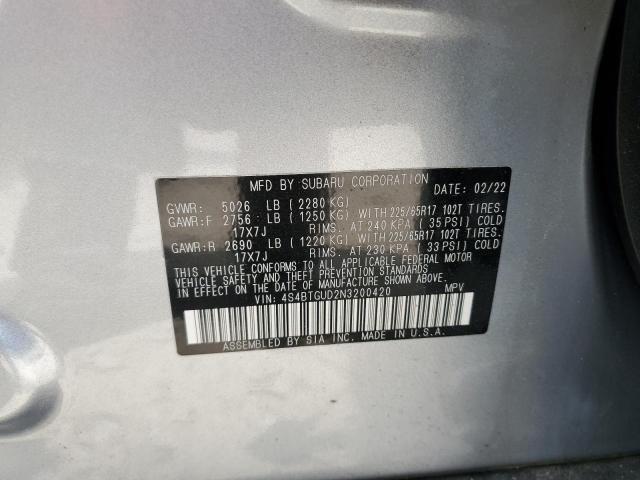 MFD BY SUBARU CORPORATION DATE: 02/22
GVWR: 5026 LB (2280 KG)
GAWR:F 2756 LB (1250 KG) WITH 225/65R17 102T TIRES.
17X7J RIMS. AT 240 KPA (35 PSI) COLD
GAWR:R 2690 LB (1220 KG) WITH 225/65R17 102T TIRES.
17X7J RIMS. AT 230 KPA (33 PSI) COLD
THIS VEHICLE CONFORMS TO ALL APPLICABLE FEDERAL MOTOR
VEHICLE SAFETY AND THEFT PREVENTION STANDARDS
IN EFFECT ON THE DATE OF MANUFACTURE SHOWN ABOVE.
VIN: 4S4BTGUD2N3200420 MPV
ASSEMBLED BY SIA INC. MADE IN U.S.A.